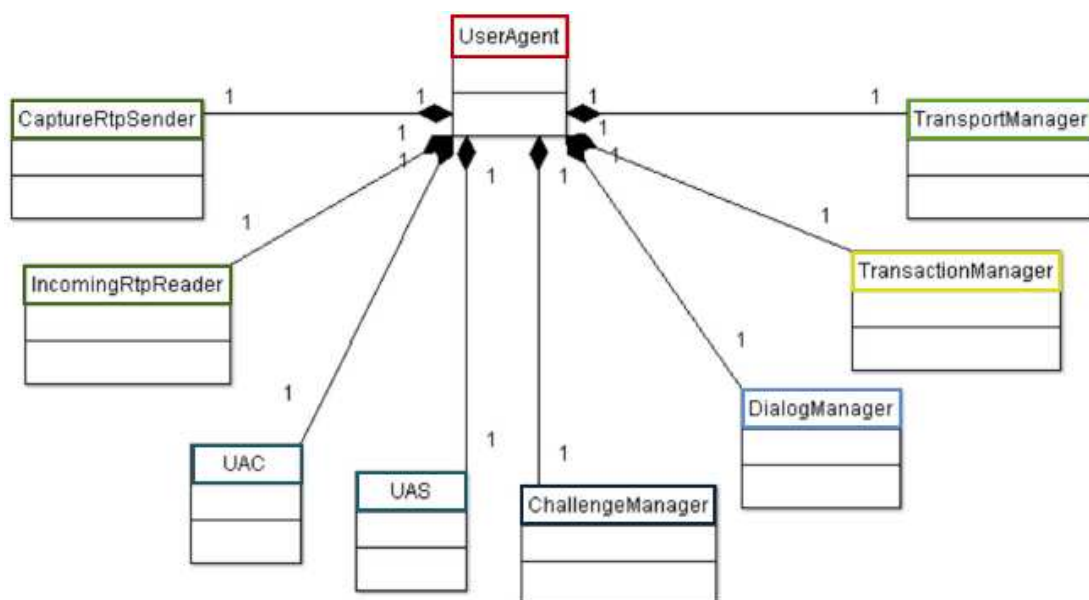 UserAgent
1
1
1
1
CaptureRtpSender
TransportManager
1
1
1
1
1
1
1
1
IncomingRtpReader
TransactionManager
1
1
DialogManager
1
1
UAC
UAS
ChallengeManager